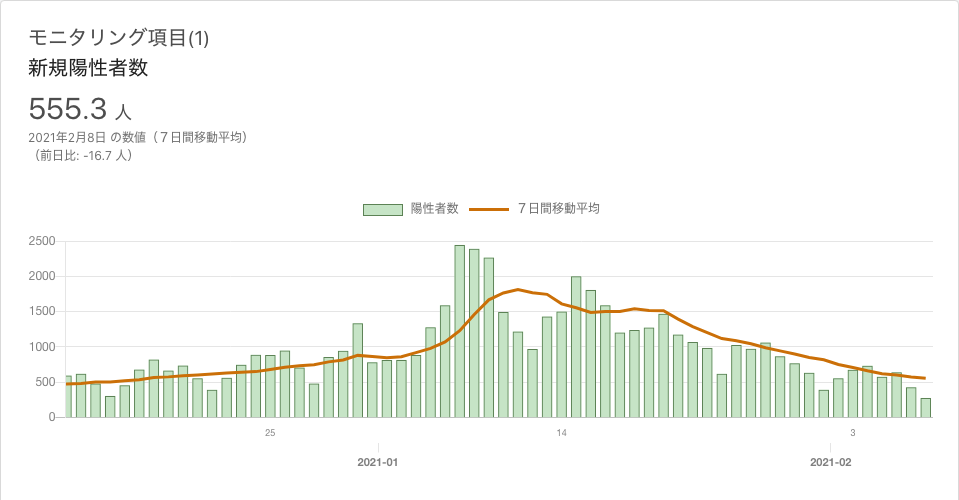 モニタリング項目(1)
新規陽性者数
555.3 人
2021年2月8日 の数値（７日間移動平均）
（前日比: -16.7 人）
陽性者数 ７日間移動平均
2500
2000
1500
1000
500
0
25 14 3
2021-01 2021-02